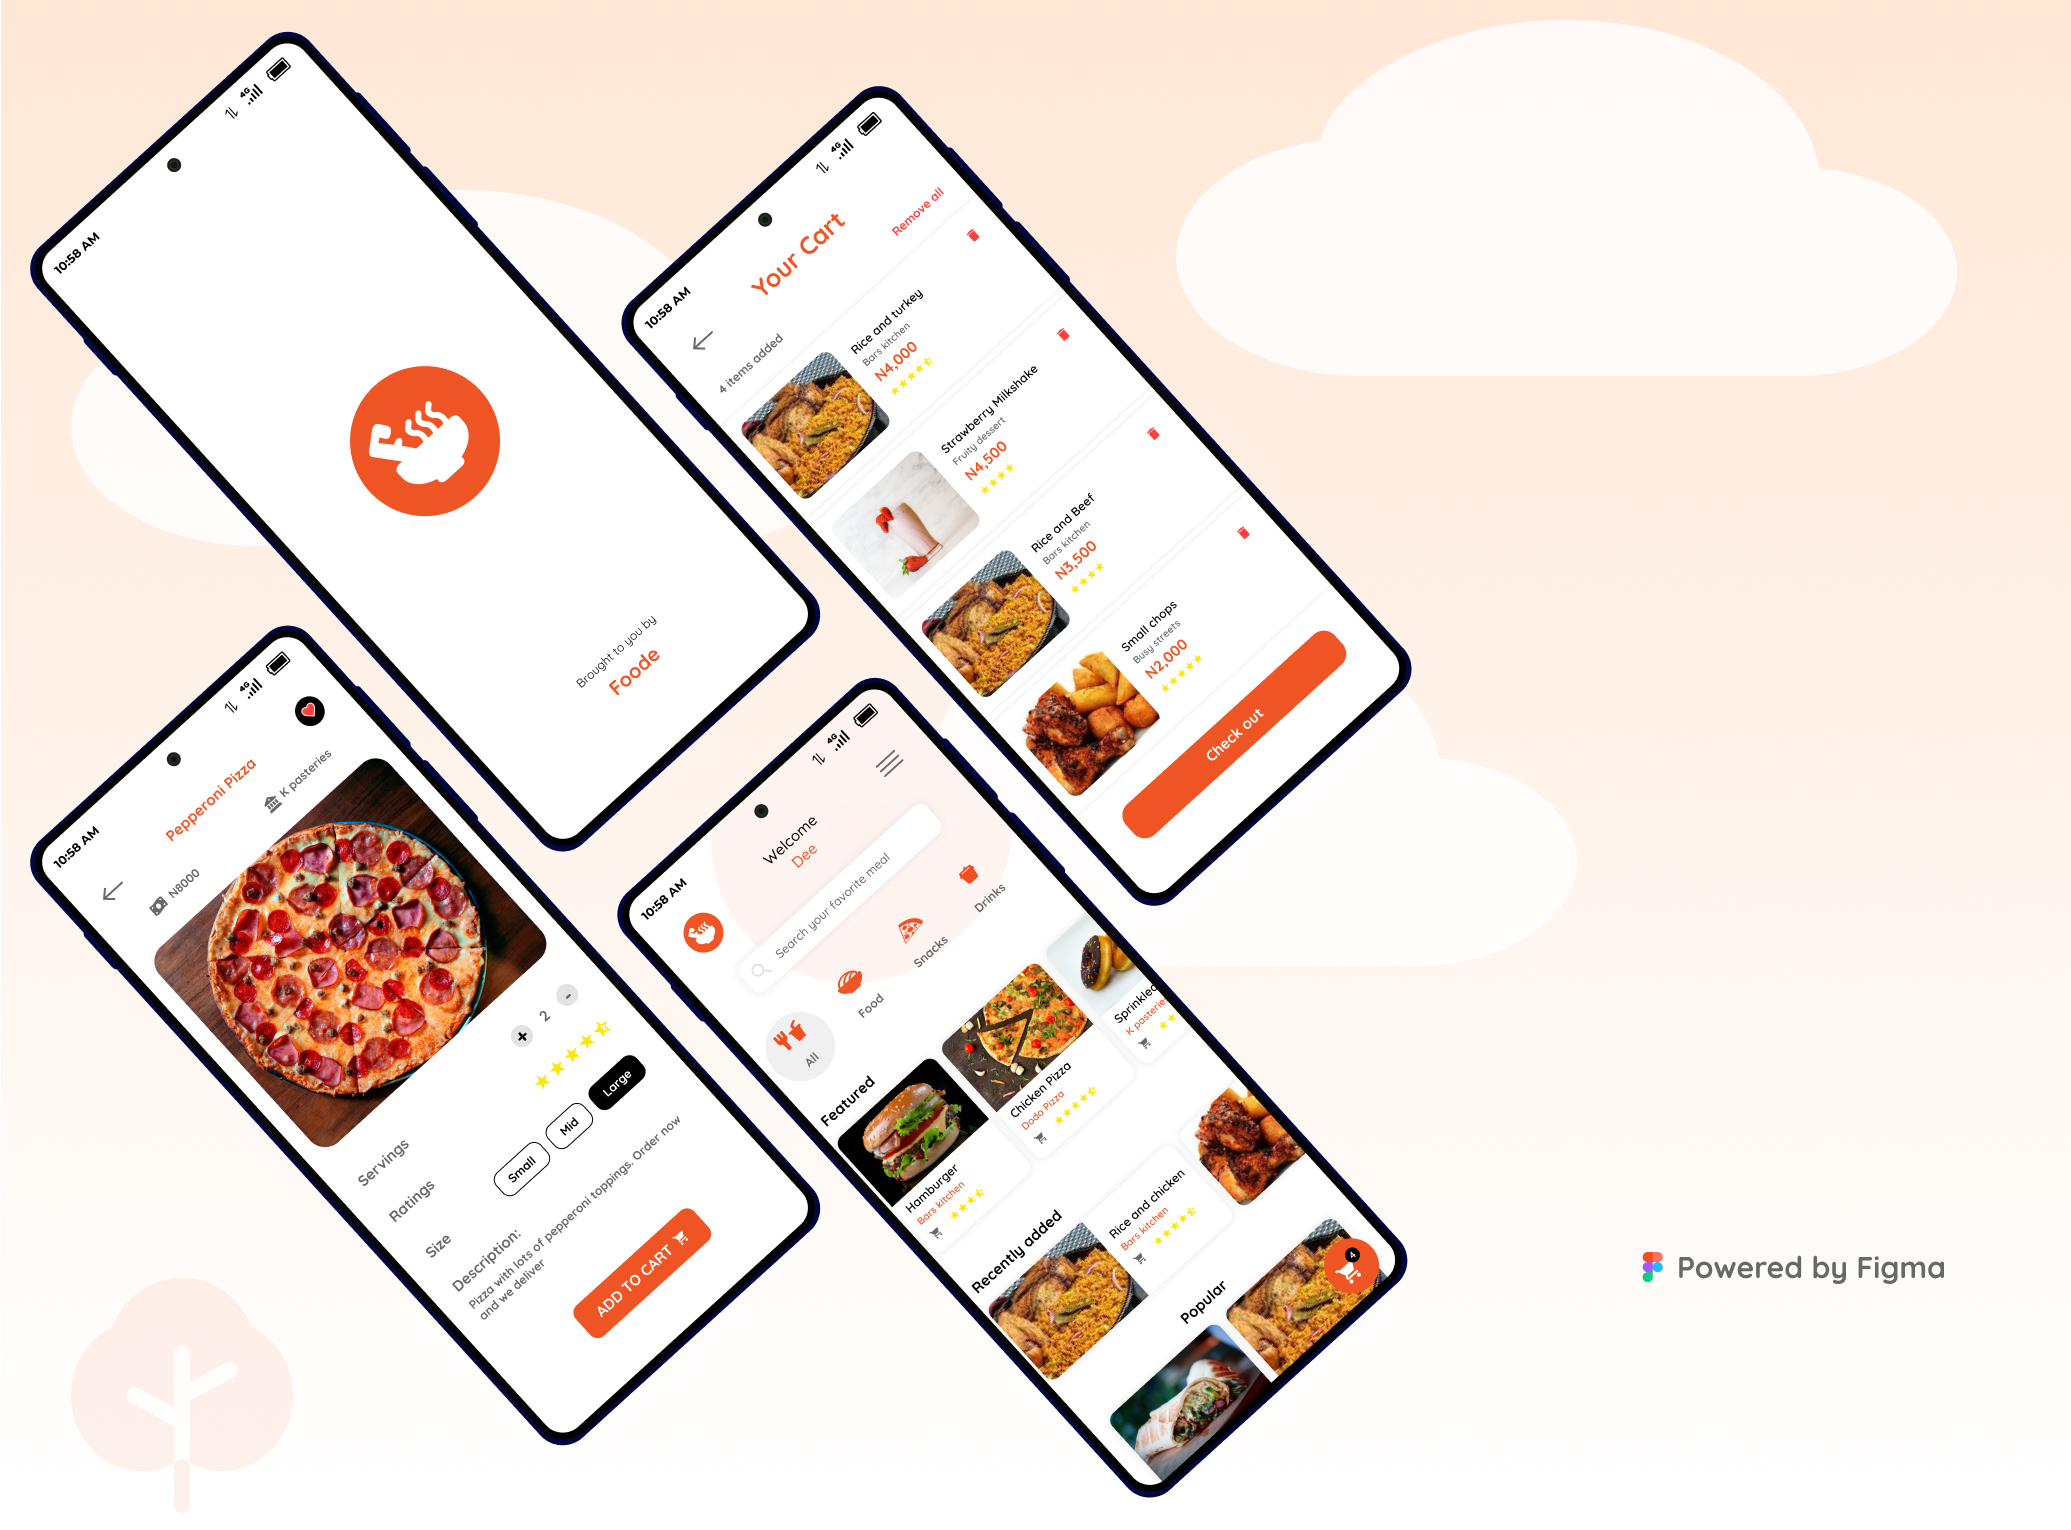 10:58 AM
4G
Brought to you by
Foode
10:58 AM
4G
Your Cart
Remove all
4 items added
Rice and turkey
Bars kitchen
N4,000
Strawberry Milkshake
Fruity dessert
N4,500
Rice and Beef
Bars kitchen
N3,500
Small chops
Busy streets
N2,000
Check out
10:58 AM
4G
Pepperoni Pizza
N8000
K pasteries
Servings
+ 2 -
Ratings
Size
Small
Mid
Large
Description:
Pizza with lots of pepperoni toppings. Order now
and we deliver
ADD TO CART
10:58 AM
4G
Welcome
Dee
Search your favorite meal
All
Food
Snacks
Drinks
Featured
Hamburger
Bars kitchen
Chicken Pizza
Dodo Pizza
Sprinkled
K pasterie
Recently added
Rice and chicken
Bars kitchen
Popular
4
Powered by Figma